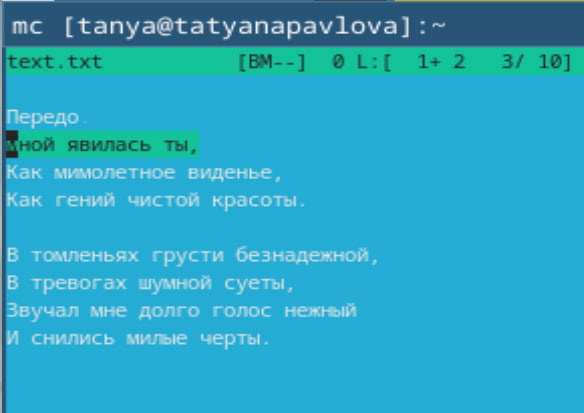 mc [tanya@tatyanapavlova]:~
text.txt [BM--] 0 L:[ 1+ 2 3/ 10]
Передо.
мной явилась ты,
Как мимолетное виденье,
Как гений чистой красоты.
В томленьях грусти безнадежной,
В тревогах шумной суеты,
Звучал мне долго голос нежный
И снились милые черты.